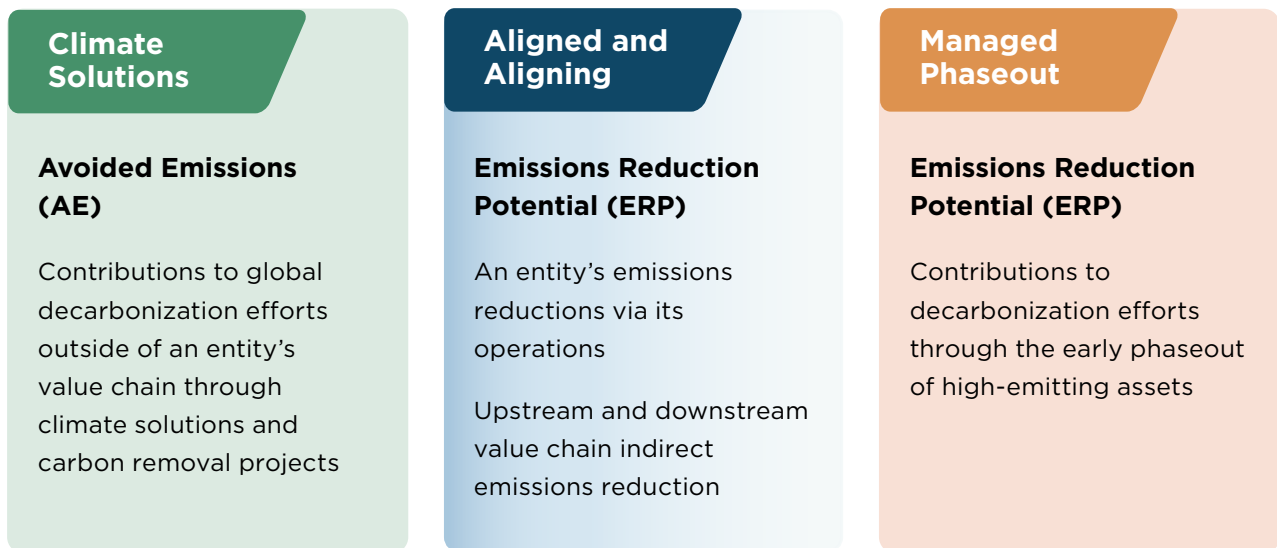 Climate
Solutions
Avoided Emissions
(AE)
Contributions to global
decarbonization efforts
outside of an entity’s
value chain through
climate solutions and
carbon removal projects
Aligned and
Aligning
Emissions Reduction
Potential (ERP)
An entity’s emissions
reductions via its
operations
Upstream and downstream
value chain indirect
emissions reduction
Managed
Phaseout
Emissions Reduction
Potential (ERP)
Contributions to
decarbonization efforts
through the early phaseout
of high-emitting assets